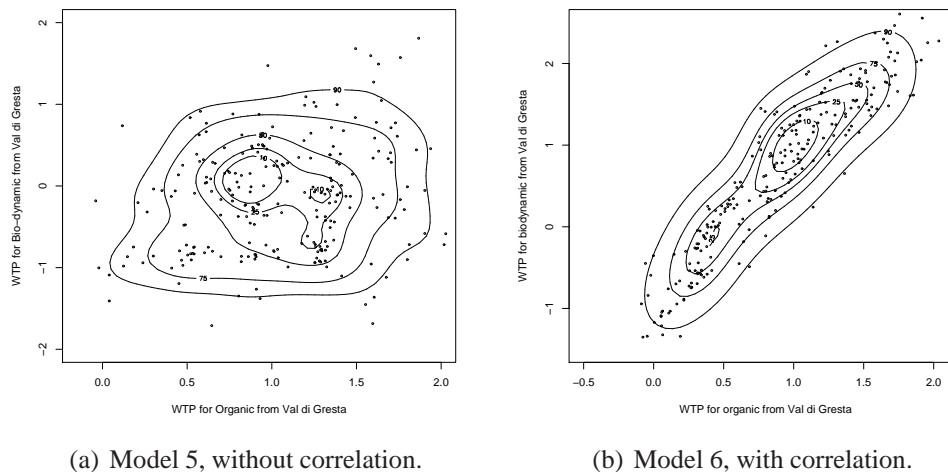 2
1
0
−1
−2
WTP for Bio−dynamic from Val di Gresta
90
50
10
10
25
75
0.0 0.5 1.0 1.5 2.0
WTP for Organic from Val di Gresta
(a) Model 5, without correlation.
2
1
0
−1
WTP for biodynamic from Val di Gresta
90
75
50
25
10
−0.5 0.0 0.5 1.0 1.5 2.0
WTP for organic from Val di Gresta
(b) Model 6, with correlation.